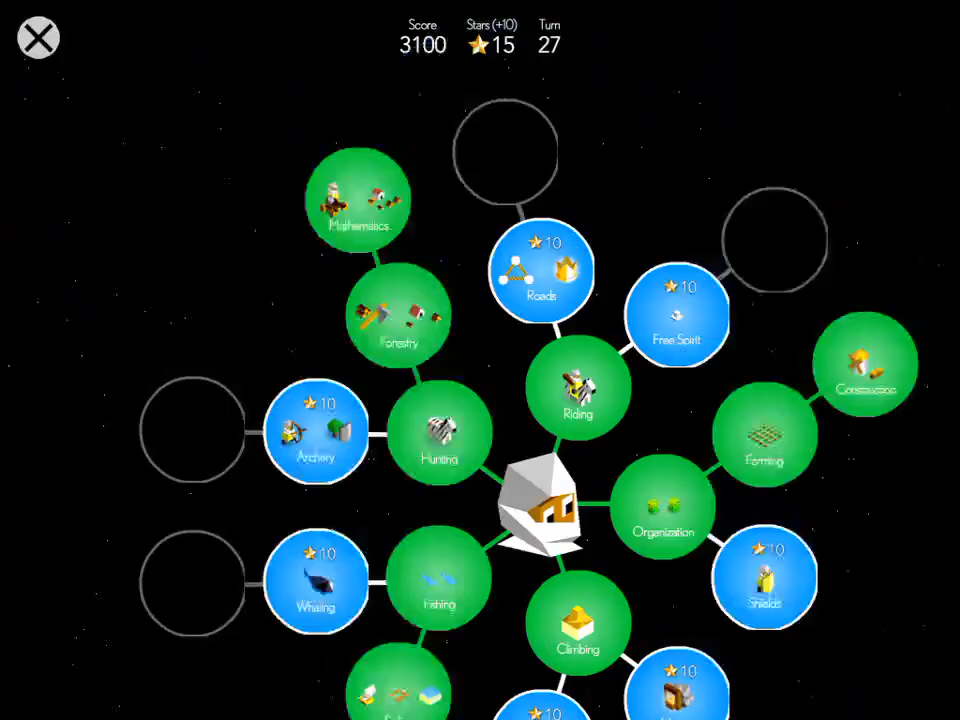 Score
3100
Stars (+10)
15
Turn
27
Mathematics
10
Roads
10
Free Spirit
Forestry
Construction
Riding
10
Archery
Hunting
Farming
Organization
10
Whaling
Fishing
10
Shields
Climbing
10
10